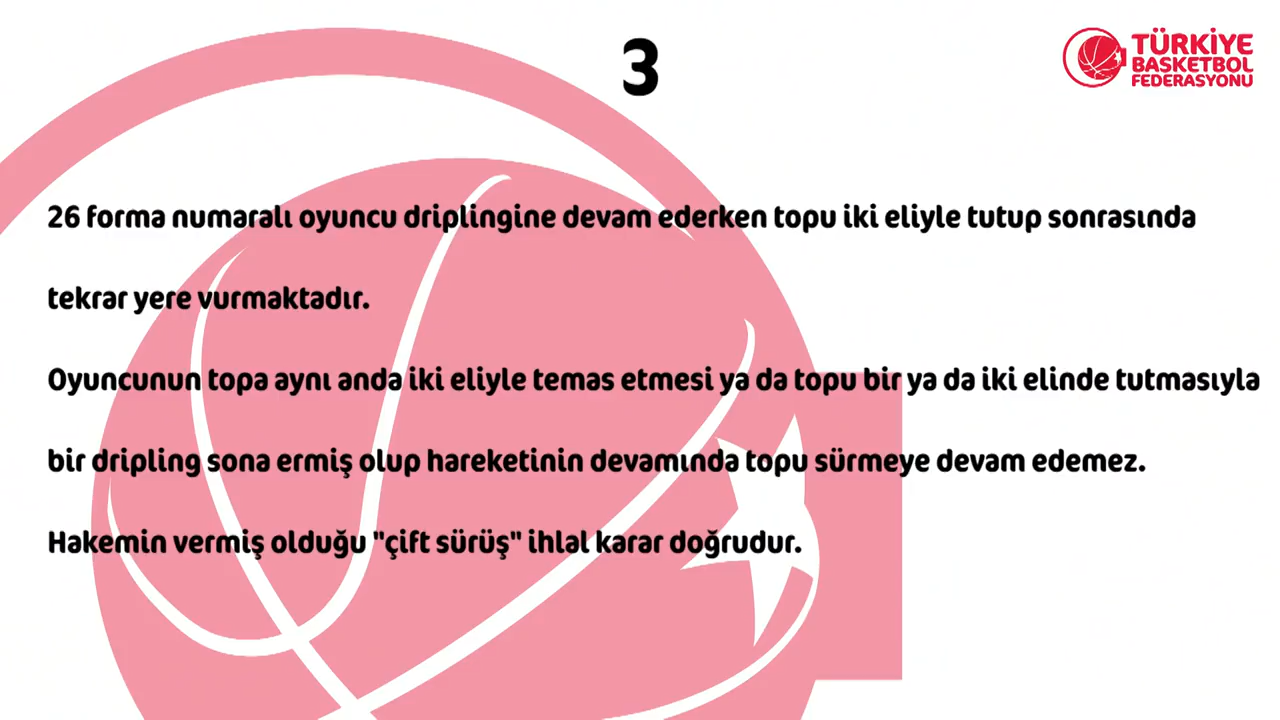 3
TÜRKİYE
BASKETBOL
FEDERASYONU
26 forma numaralı oyuncu driplingine devam ederken topu iki eliyle tutup sonrasında
tekrar yere vurmaktadır.
Oyuncunun topa aynı anda iki eliyle temas etmesi ya da topu bir ya da iki elinde tutmasıyla
bir dripling sona ermiş olup hareketinin devamında topu sürmeye devam edemez.
Hakemin vermiş olduğu "çift sürüş" ihlal karar doğrudur.